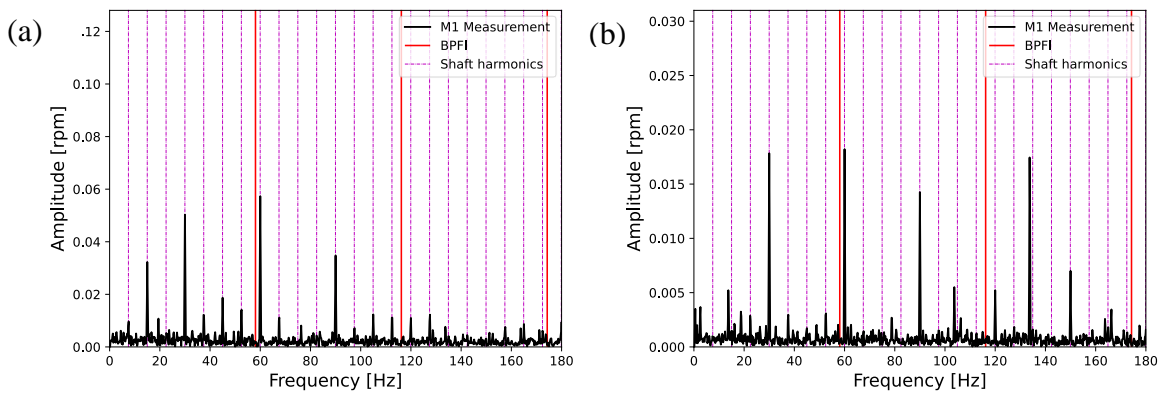 (a)
M1 Measurement
BPFI
Shaft harmonics
Amplitude [rpm]
.12
0.10
0.08
0.06
0.04
0.02
0.00
0 20 40 60 80 100 120 140 160 180
Frequency [Hz]
(b)
M1 Measurement
BPFI
Shaft harmonics
Amplitude [rpm]
0.030
0.025
0.020
0.015
0.010
0.005
0.000
0 20 40 60 80 100 120 140 160 180
Frequency [Hz]